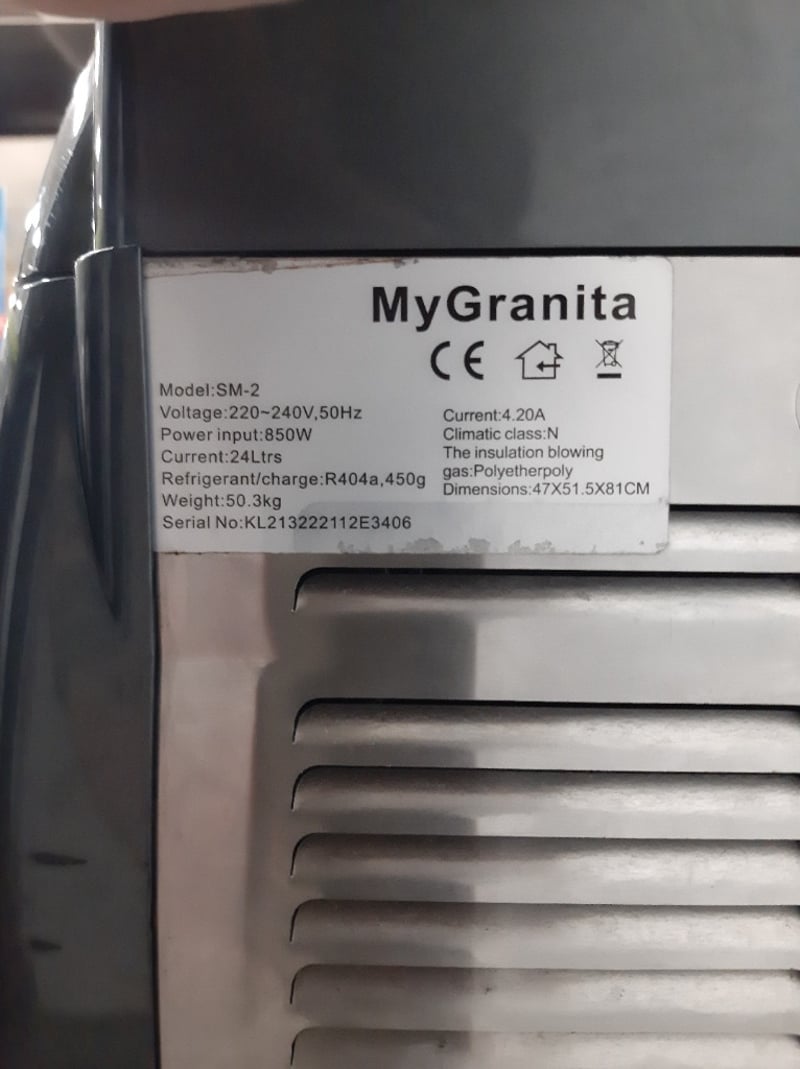 MyGranita
CE
Model:SM-2
Voltage:220~240V,50Hz
Power input:850W
Current:24Ltrs
Refrigerant/charge:R404a,450g
Weight:50.3kg
Serial No:KL213222112E3406
Current:4.20A
Climatic class:N
The insulation blowing
gas:Polyetherpoly
Dimensions:47X51.5X81CM